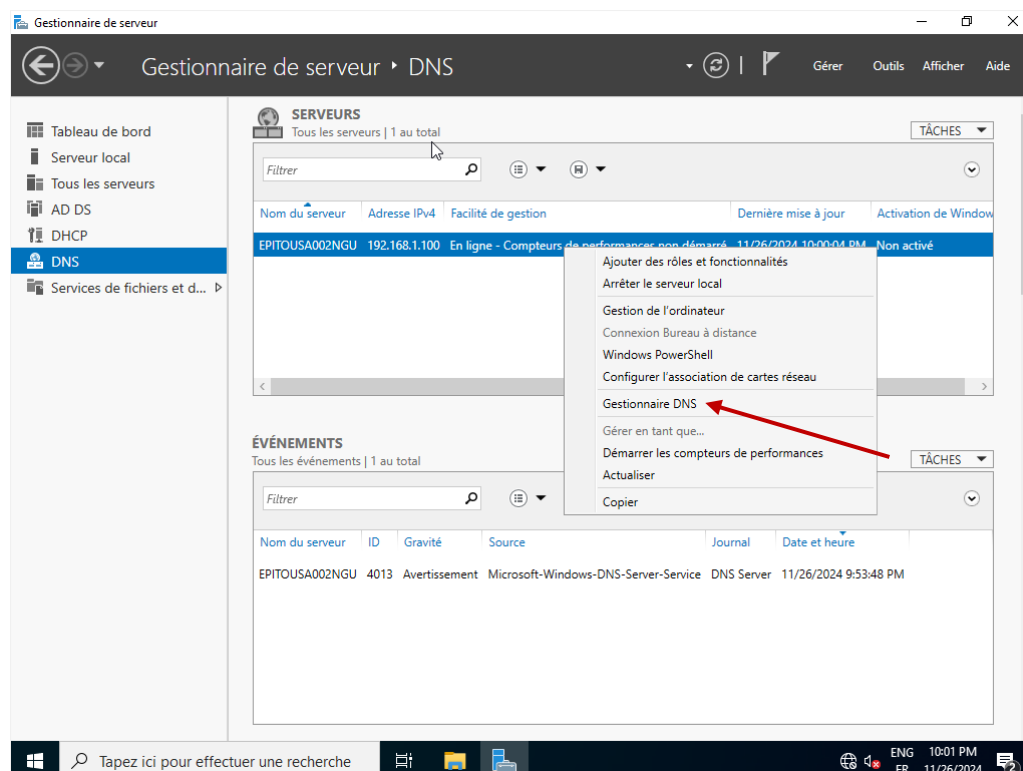 Gestionnaire de serveur
Gestionnaire de serveur DNS
Gérer Outils Afficher Aide
Tableau de bord
Serveur local
Tous les serveurs
AD DS
DHCP
DNS
Services de fichiers et d...
SERVEURS
Tous les serveurs | 1 au total
TÂCHES
Filtrer
Nom du serveur Adresse IPv4 Facilité de gestion Dernière mise à jour Activation de Window
EPITOUSA002NGU 192.168.1.100 En ligne - Compteurs de performances non démarré 11/26/2024 10:00:04 PM Non activé
Ajouter des rôles et fonctionnalités
Arrêter le serveur local
Gestion de l'ordinateur
Connexion Bureau à distance
Windows PowerShell
Configurer l'association de cartes réseau
Gestionnaire DNS
Gérer en tant que...
Démarrer les compteurs de performances
Actualiser
Copier
ÉVÉNEMENTS
Tous les événements | 1 au total
TÂCHES
Filtrer
Nom du serveur ID Gravité Source Journal Date et heure
EPITOUSA002NGU 4013 Avertissement Microsoft-Windows-DNS-Server-Service DNS Server 11/26/2024 9:53:48 PM
Tapez ici pour effectuer une recherche
ENG 10:01 PM
FR 11/26/2024
2